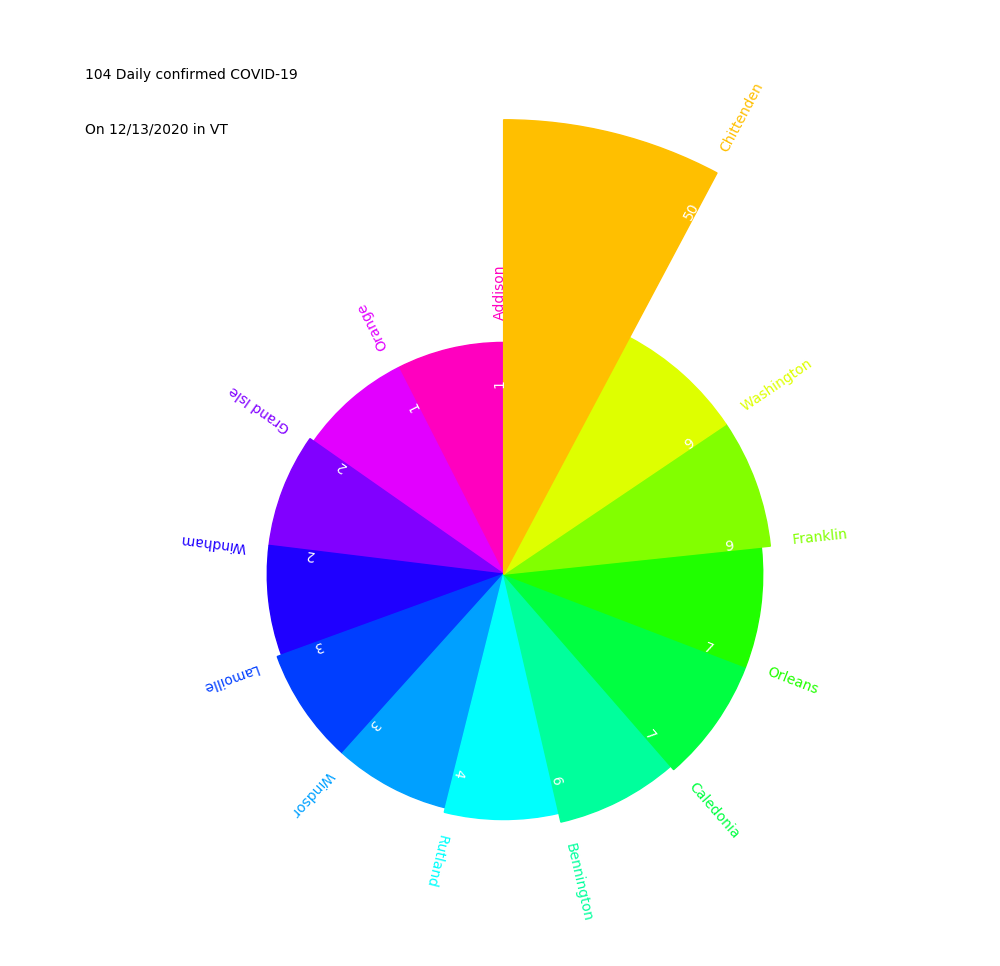 104 Daily confirmed COVID-19
On 12/13/2020 in VT
Chittenden
50
Washington
9
Franklin
9
Orleans
7
Caledonia
7
Bennington
6
Rutland
4
Windsor
3
Lamoille
3
Windham
2
Grand Isle
2
Orange
1
Addison
1